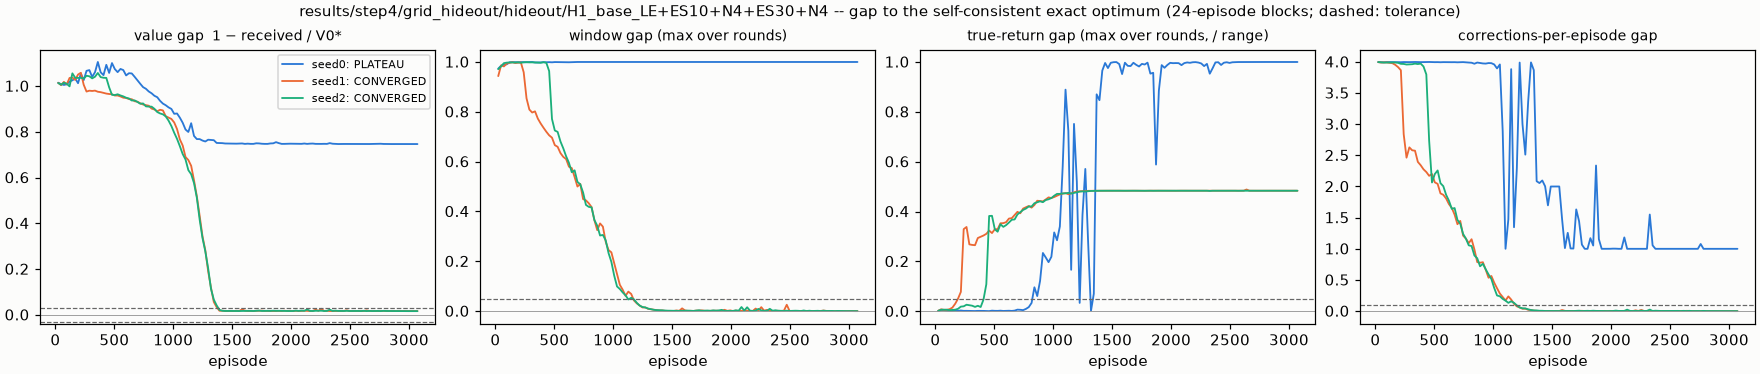 results/step4/grid_hideout/hideout/H1_base_LE+ES10+N4+ES30+N4 -- gap to the self-consistent exact optimum (24-episode blocks; dashed: tolerance)
value gap 1 − received / V0*
seed0: PLATEAU
seed1: CONVERGED
seed2: CONVERGED
1.0
0.8
0.6
0.4
0.2
0.0
0 500 1000 1500 2000 2500 3000
episode
window gap (max over rounds)
1.0
0.8
0.6
0.4
0.2
0.0
0 500 1000 1500 2000 2500 3000
episode
true-return gap (max over rounds, / range)
1.0
0.8
0.6
0.4
0.2
0.0
0 500 1000 1500 2000 2500 3000
episode
corrections-per-episode gap
4.0
3.5
3.0
2.5
2.0
1.5
1.0
0.5
0.0
0 500 1000 1500 2000 2500 3000
episode